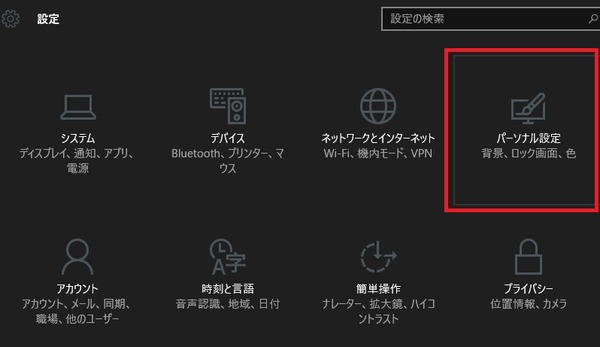 設定
設定の検索
システム
ディスプレイ、通知、アプリ、
電源
デバイス
Bluetooth、プリンター、マ
ウス
ネットワークとインターネット
Wi-Fi、機内モード、VPN
パーソナル設定
背景、ロック画面、色
アカウント
アカウント、メール、同期、
職場、他のユーザー
時刻と言語
音声認識、地域、日付
簡単操作
ナレーター、拡大鏡、ハイコ
ントラスト
プライバシー
位置情報、カメラ